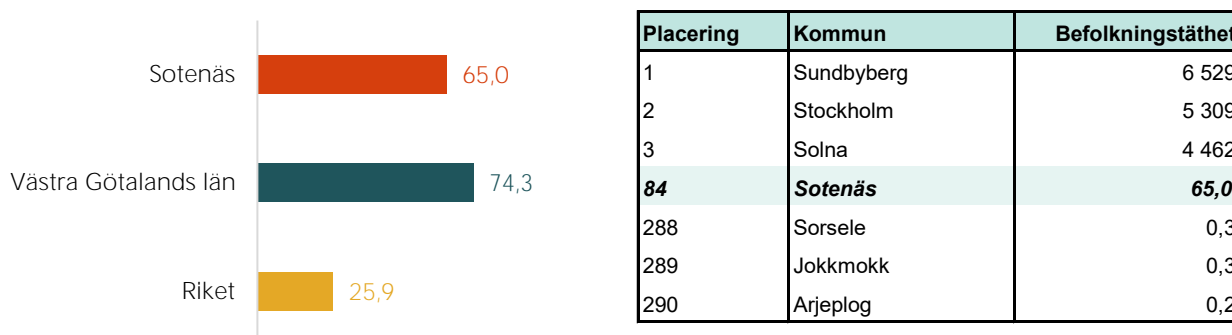 Sotenäs 65,0
Västra Götalands län 74,3
Riket 25,9
Placering Kommun Befolkningstäthet
1 Sundbyberg 6 529
2 Stockholm 5 309
3 Solna 4 462
84 Sotenäs 65,0
288 Sorsele 0,3
289 Jokkmokk 0,3
290 Arjeplog 0,2